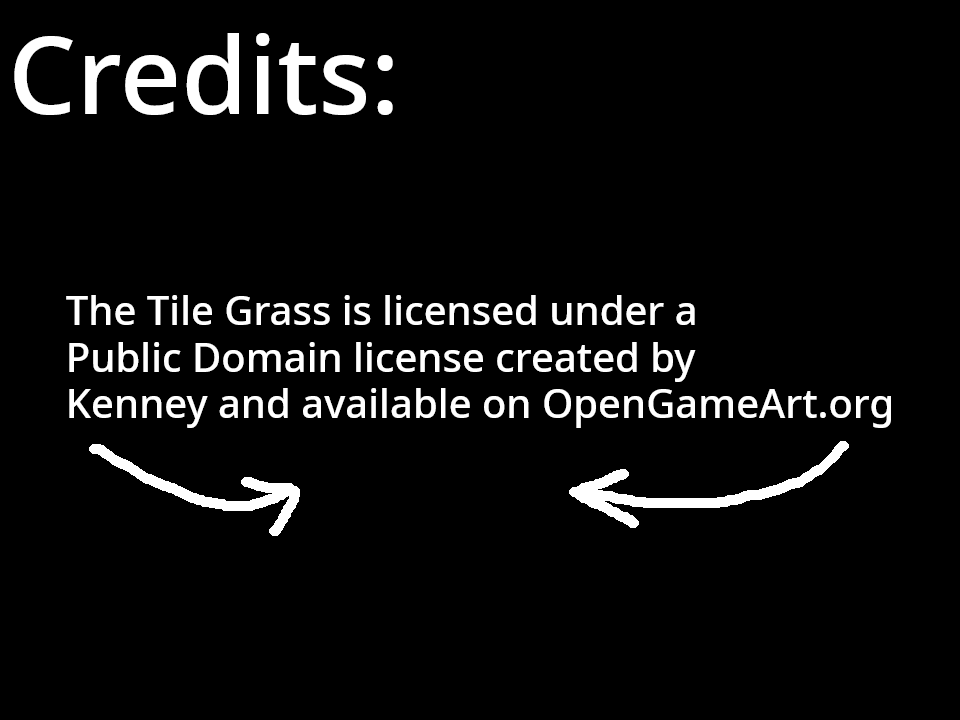 Credits:
The Tile Grass is licensed under a
Public Domain license created by
Kenney and available on OpenGameArt.org